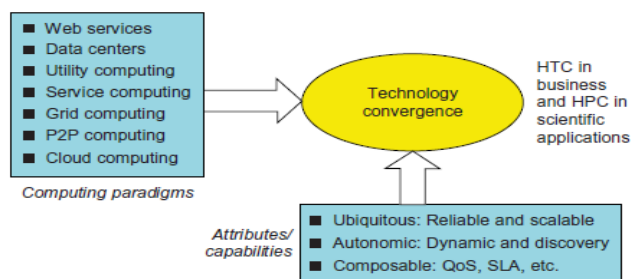 ■ Web services
■ Data centers
■ Utility computing
■ Service computing
■ Grid computing
■ P2P computing
■ Cloud computing
Computing paradigms
Technology
convergence
HTC in
business
and HPC in
scientific
applications
Attributes/
capabilities
■ Ubiquitous: Reliable and scalable
■ Autonomic: Dynamic and discovery
■ Composable: QoS, SLA, etc.